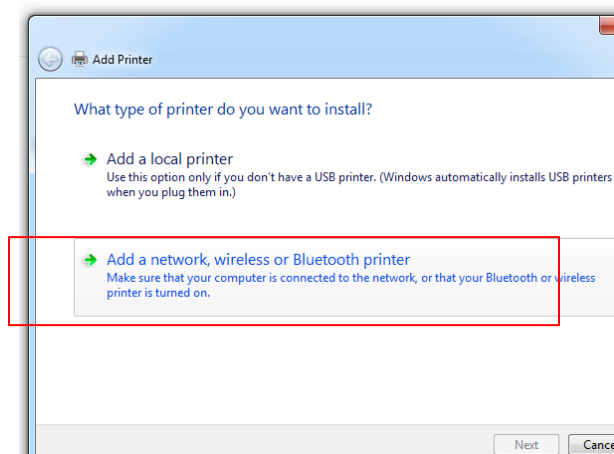 Add Printer
What type of printer do you want to install?
Add a local printer
Use this option only if you don't have a USB printer. (Windows automatically installs USB printers
when you plug them in.)
Add a network, wireless or Bluetooth printer
Make sure that your computer is connected to the network, or that your Bluetooth or wireless
printer is turned on.
Next
Cance